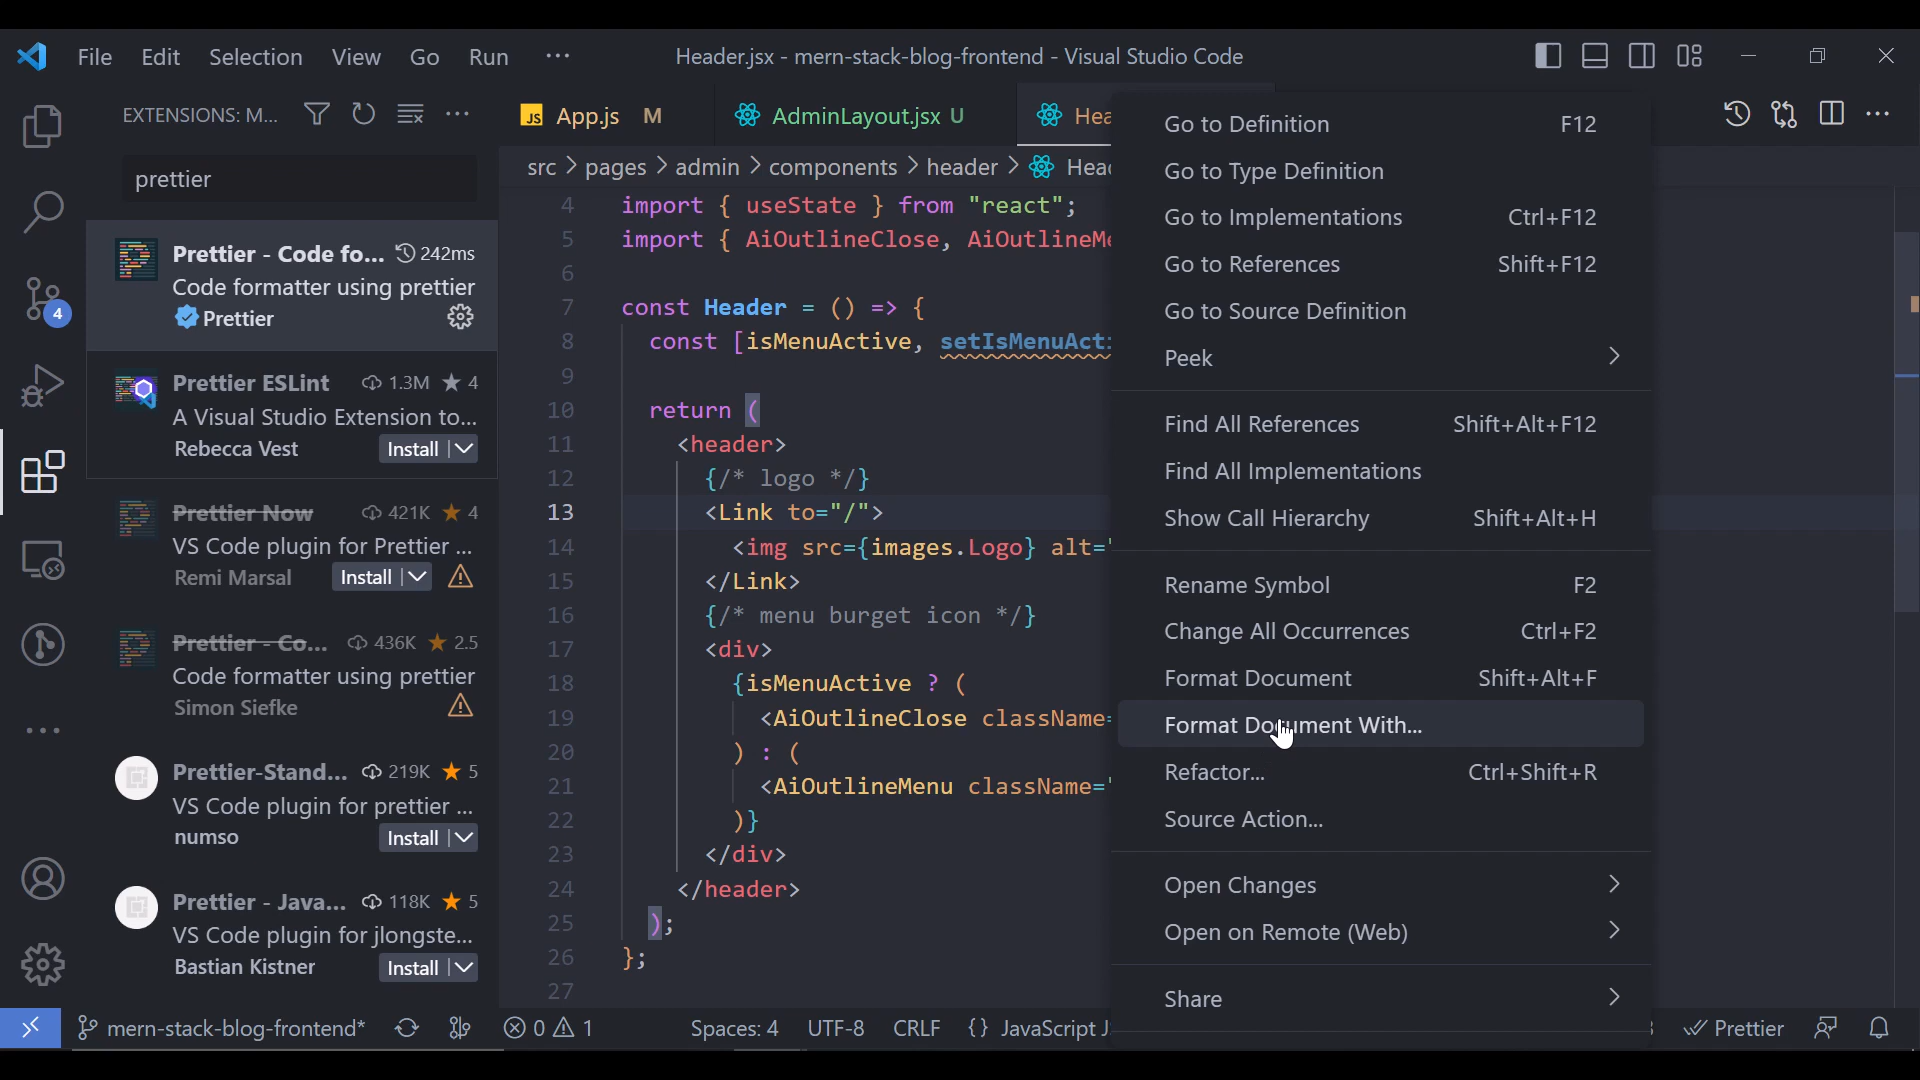 File Edit Selection View Go Run ··· Header.jsx - mern-stack-blog-frontend - Visual Studio Code
EXTENSIONS: M...
prettier
Prettier - Code fo... 242ms
Code formatter using prettier
Prettier
Prettier ESLint 1.3M ★ 4
A Visual Studio Extension to...
Rebecca Vest Install
Prettier Now 421K ★ 4
VS Code plugin for Prettier ...
Remi Marsal Install
Prettier - Co... 436K ★ 2.5
Code formatter using prettier
Simon Siefke
Prettier-Stand... 219K ★ 5
VS Code plugin for prettier ...
numso Install
Prettier - Java... 118K ★ 5
VS Code plugin for jlongste...
Bastian Kistner Install
4
JS App.js M AdminLayout.jsx U Hea
src > pages > admin > components > header > Head
4 import { useState } from "react";
5 import { AiOutlineClose, AiOutlineMe
6
7 const Header = () => {
8 const [isMenuActive, setIsMenuActi
9
10 return (
11 <header>
12 {/* logo */}
13 <Link to="/">
14 <img src={images.Logo} alt="
15 </Link>
16 {/* menu burget icon */}
17 <div>
18 {isMenuActive ? (
19 <AiOutlineClose className=
20 ) : (
21 <AiOutlineMenu className="
22 )}
23 </div>
24 </header>
25 );
26 };
27
Go to Definition F12
Go to Type Definition
Go to Implementations Ctrl+F12
Go to References Shift+F12
Go to Source Definition
Peek
Find All References Shift+Alt+F12
Find All Implementations
Show Call Hierarchy Shift+Alt+H
Rename Symbol F2
Change All Occurrences Ctrl+F2
Format Document Shift+Alt+F
Format Document With...
Refactor... Ctrl+Shift+R
Source Action...
Open Changes
Open on Remote (Web)
Share
mern-stack-blog-frontend* 0 1 Spaces: 4 UTF-8 CRLF {} JavaScript J Prettier